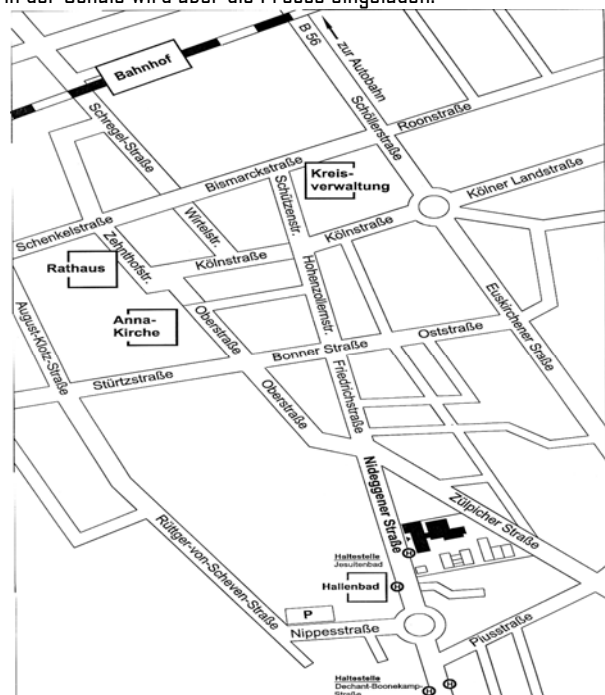 in der Schule wird über die Presse eingeladen.
B 56
zur Autobahn
Bahnhof
Schregel-Straße
Schöllerstraße
Roonstraße
Bismarckstraße
Kreis-
verwaltung
Kölner Landstraße
Schützenstr.
Wirtelstr.
Schenkelstraße
Zehnthofstr.
Kölnstraße
Kölnstraße
Rathaus
Hohenzollernstr.
Euskirchener Straße
Anna-
Kirche
August-Klotz-Straße
Oberstraße
Oststraße
Bonner Straße
Stürtzstraße
Friedrichstraße
Oberstraße
Nideggener Straße
Zülpicher Straße
Rüttger-von-Scheven-Straße
Haltestelle
Jesuitenbad
H
Hallenbad
H
P
Nippesstraße
Piusstraße
Haltestelle
Dechant-Boonekamp-
Straße
H
H